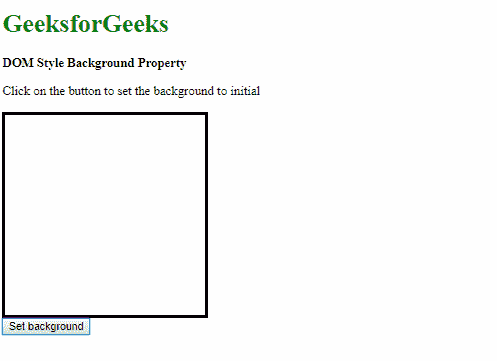 GeeksforGeeks
DOM Style Background Property
Click on the button to set the background to initial
Set background